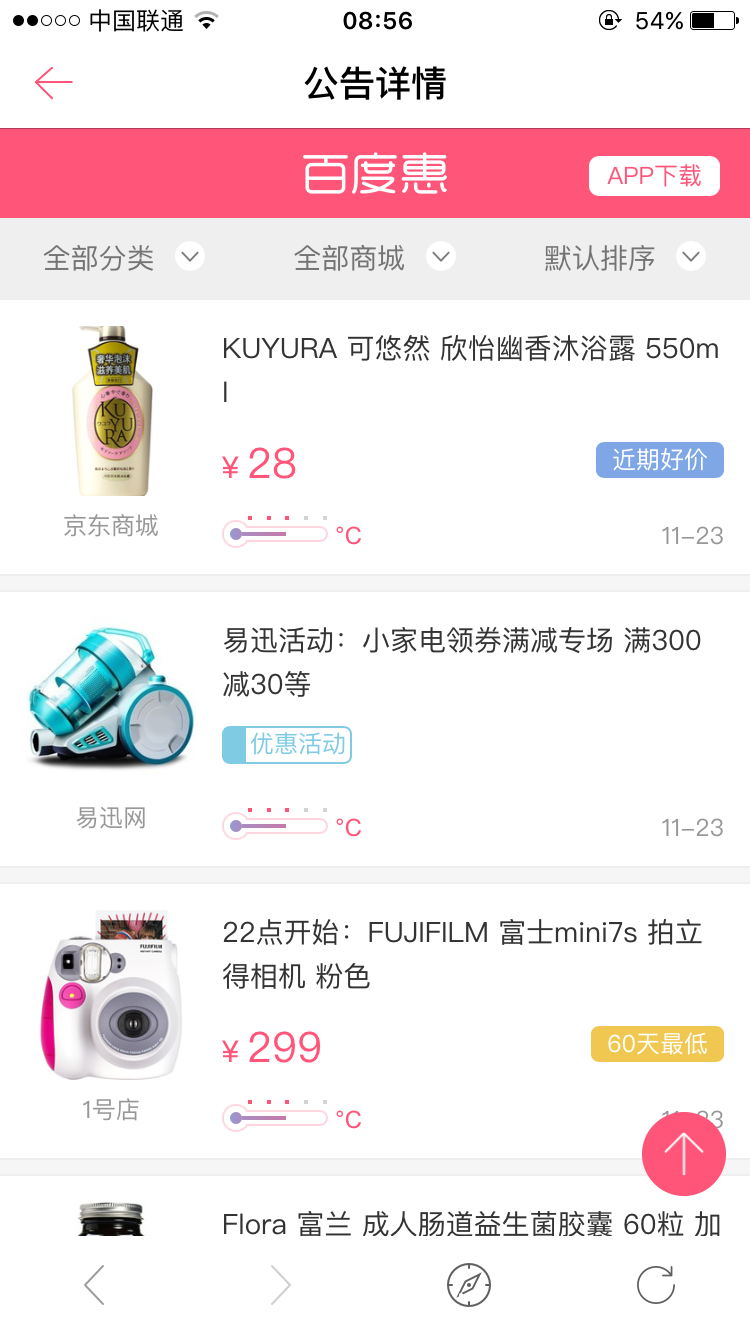 中国联通
08:56
54%
公告详情
百度惠
APP下载
全部分类
全部商城
默认排序
奢华泡沫
滋养美肌
KU
YU
RA
KUYURA 可悠然 欣怡幽香沐浴露 550m
l
¥ 28
近期好价
京东商城
°C
11-23
易迅活动：小家电领券满减专场 满300
减30等
优惠活动
易迅网
°C
11-23
FUJIFILM
22点开始：FUJIFILM 富士mini7s 拍立
得相机 粉色
¥ 299
60天最低
1号店
°C
11-23
Flora 富兰 成人肠道益生菌胶囊 60粒 加